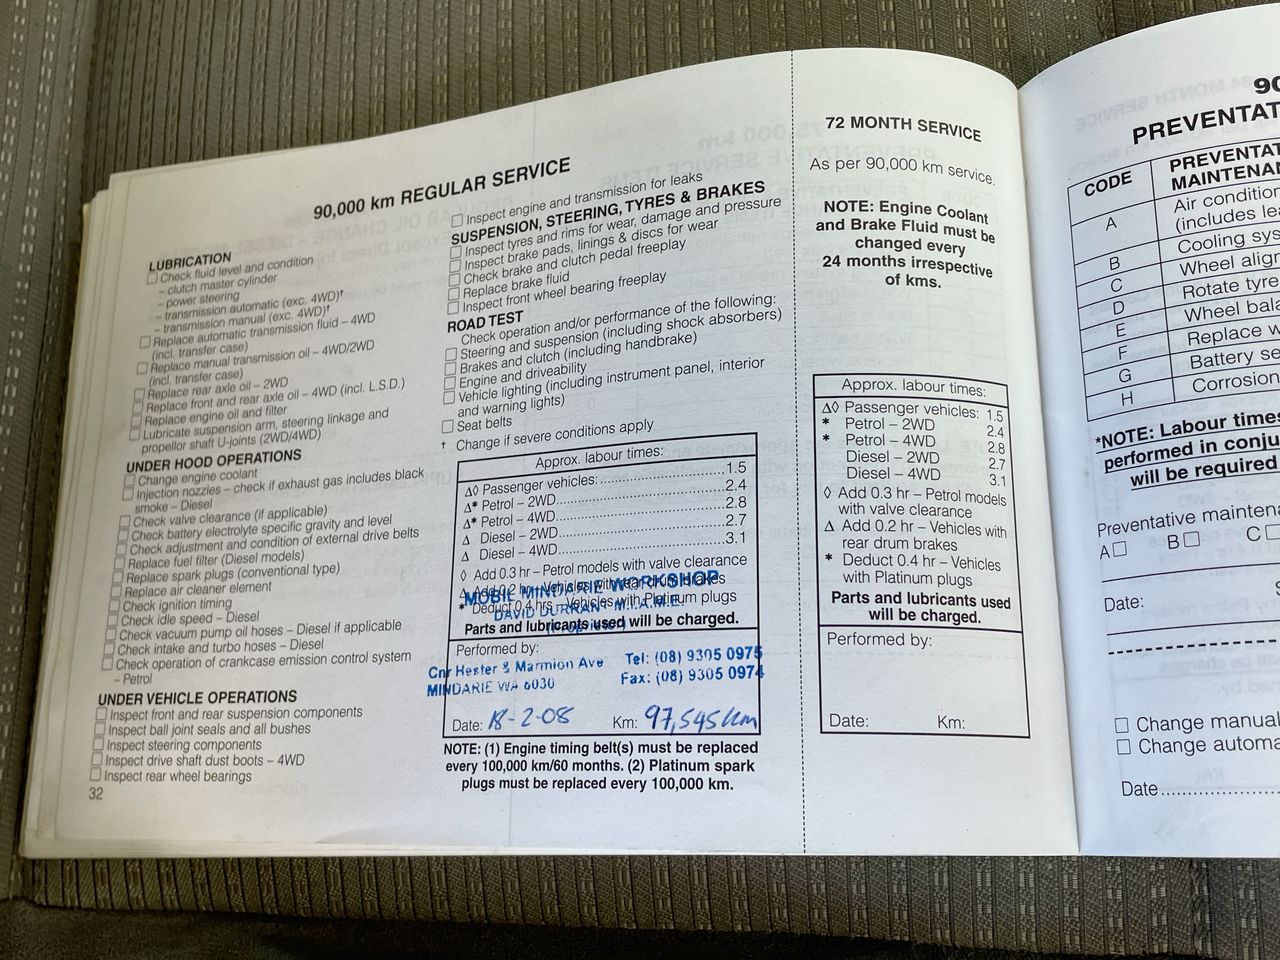 90,000 km REGULAR SERVICE
LUBRICATION
Check fluid level and condition
– clutch master cylinder
– power steering
– transmission automatic (exc. 4WD)†
– transmission manual (exc. 4WD)†
Replace automatic transmission fluid – 4WD
(incl. transfer case)
Replace manual transmission oil – 4WD/2WD
(incl. transfer case)
Replace rear axle oil – 2WD
Replace front and rear axle oil – 4WD (incl. L.S.D.)
Replace engine oil and filter
Lubricate suspension arm, steering linkage and
propellor shaft U-joints (2WD/4WD)
UNDER HOOD OPERATIONS
Change engine coolant
Injection nozzles – check if exhaust gas includes black
smoke – Diesel
Check valve clearance (if applicable)
Check battery electrolyte specific gravity and level
Check adjustment and condition of external drive belts
Replace fuel filter (Diesel models)
Replace spark plugs (conventional type)
Replace air cleaner element
Check ignition timing
Check idle speed – Diesel
Check vacuum pump oil hoses – Diesel if applicable
Check intake and turbo hoses – Diesel
Check operation of crankcase emission control system
– Petrol
UNDER VEHICLE OPERATIONS
Inspect front and rear suspension components
Inspect ball joint seals and all bushes
Inspect steering components
Inspect drive shaft dust boots – 4WD
Inspect rear wheel bearings
32
Inspect engine and transmission for leaks
SUSPENSION, STEERING, TYRES & BRAKES
Inspect tyres and rims for wear, damage and pressure
Inspect brake pads, linings & discs for wear
Check brake and clutch pedal freeplay
Replace brake fluid
Inspect front wheel bearing freeplay
ROAD TEST
Check operation and/or performance of the following:
Steering and suspension (including shock absorbers)
Brakes and clutch (including handbrake)
Engine and driveability
Vehicle lighting (including instrument panel, interior
and warning lights)
Seat belts
† Change if severe conditions apply
Approx. labour times:
Δ◊ Passenger vehicles:..............................1.5
Δ* Petrol – 2WD..............................2.4
Δ* Petrol – 4WD..............................2.8
Δ Diesel – 2WD..............................2.7
Δ Diesel – 4WD..............................3.1
◊ Add 0.3 hr – Petrol models with valve clearance
Δ Add 0.2 hr – Vehicles with rear drum brakes
MOBIL MINDARIE WORKSHOP
* Deduct 0.4 hrs – Vehicles with Platinum plugs
DAVID DURRANT M.I.A.M.E.
(Proprietor)
Parts and lubricants used will be charged.
Performed by:
Cnr Hester & Marmion Ave Tel: (08) 9305 0975
MINDARIE WA 6030 Fax: (08) 9305 0974
Date: 18-2-08 Km: 97,545km
NOTE: (1) Engine timing belt(s) must be replaced
every 100,000 km/60 months. (2) Platinum spark
plugs must be replaced every 100,000 km.
72 MONTH SERVICE
As per 90,000 km service.
NOTE: Engine Coolant
and Brake Fluid must be
changed every
24 months irrespective
of kms.
Approx. labour times:
Δ◊ Passenger vehicles: 1.5
* Petrol – 2WD 2.4
* Petrol – 4WD 2.8
Diesel – 2WD 2.7
Diesel – 4WD 3.1
◊ Add 0.3 hr – Petrol models
with valve clearance
Δ Add 0.2 hr – Vehicles with
rear drum brakes
* Deduct 0.4 hr – Vehicles
with Platinum plugs
Parts and lubricants used
will be charged.
Performed by:
Date: Km:
90
PREVENTAT
CODE
PREVENTAT
MAINTENAN
A Air condition
(includes lea
B Cooling sys
C Wheel align
D Rotate tyre
E Wheel bala
F Replace w
G Battery se
H Corrosion
*NOTE: Labour times
performed in conju
will be required
Preventative maintena
A B C
Date:
Change manual
Change automa
Date